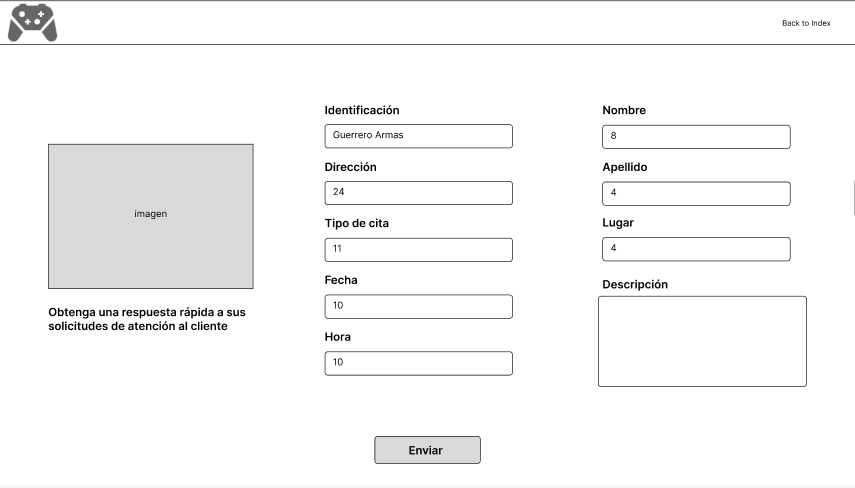 Back to Index
imagen
Obtenga una respuesta rápida a sus
solicitudes de atención al cliente
Identificación
Guerrero Armas
Dirección
24
Tipo de cita
11
Fecha
10
Hora
10
Nombre
8
Apellido
4
Lugar
4
Descripción
Enviar